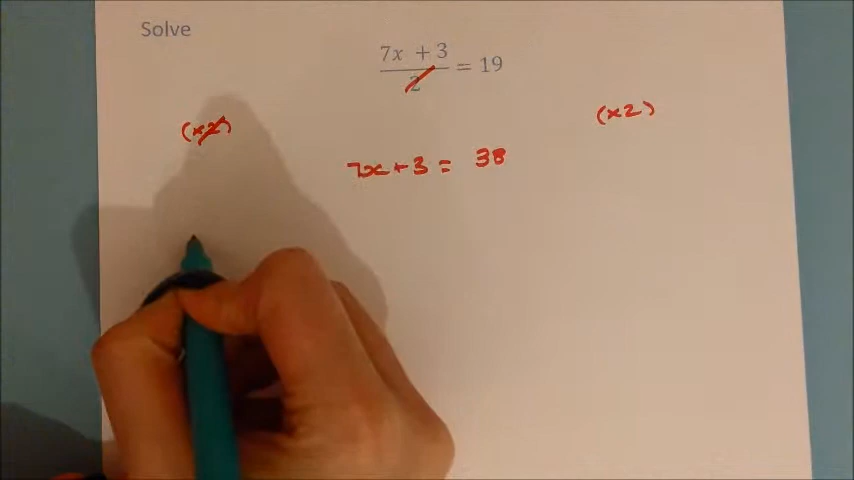 Solve
7x + 3
—— = 19
2
(×2) (×2)
7x+3 = 38